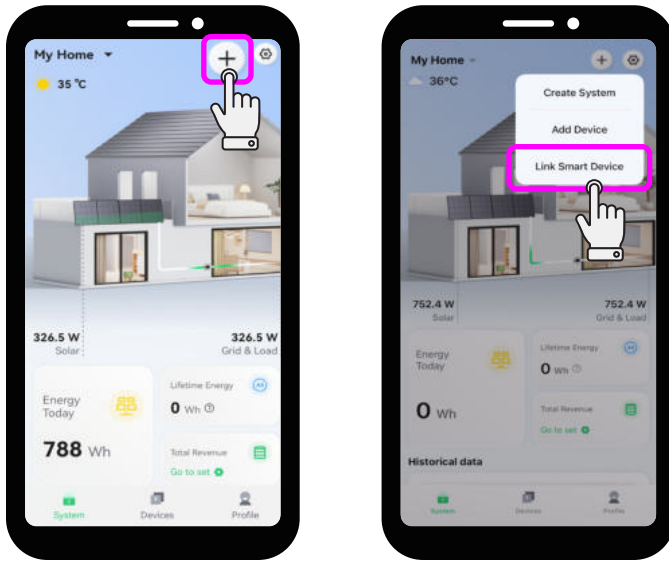 My Home
35 °C
326.5 W
Solar
326.5 W
Grid & Load
Energy
Today
788 Wh
Lifetime Energy
0 Wh
Total Revenue
Go to set
System
Devices
Profile
My Home
36°C
Create System
Add Device
Link Smart Device
752.4 W
Solar
752.4 W
Grid & Load
Energy
Today
0 Wh
Lifetime Energy
0 Wh
Total Revenue
Go to set
Historical data
System
Devices
Profile